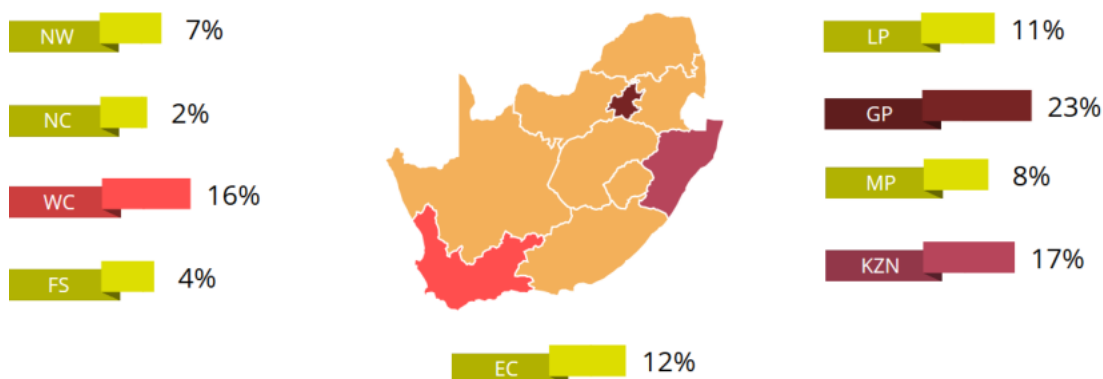 NW 7%
NC 2%
WC 16%
FS 4%
LP 11%
GP 23%
MP 8%
KZN 17%
EC 12%